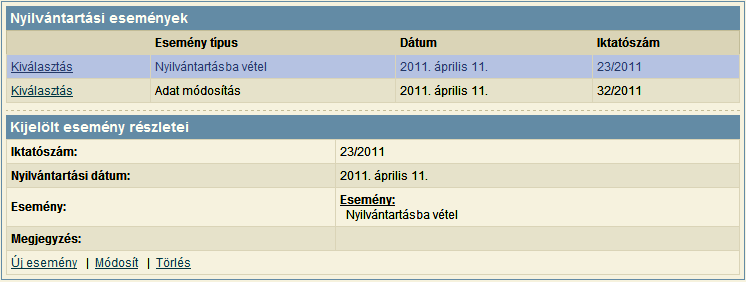 Nyilvántartási események
Esemény típus Dátum Iktatószám
Kiválasztás Nyilvántartásba vétel 2011. április 11. 23/2011
Kiválasztás Adat módosítás 2011. április 11. 32/2011
Kijelölt esemény részletei
Iktatószám: 23/2011
Nyilvántartási dátum: 2011. április 11.
Esemény: Esemény:
Nyilvántartásba vétel
Megjegyzés:
Új esemény | Módosít | Törlés